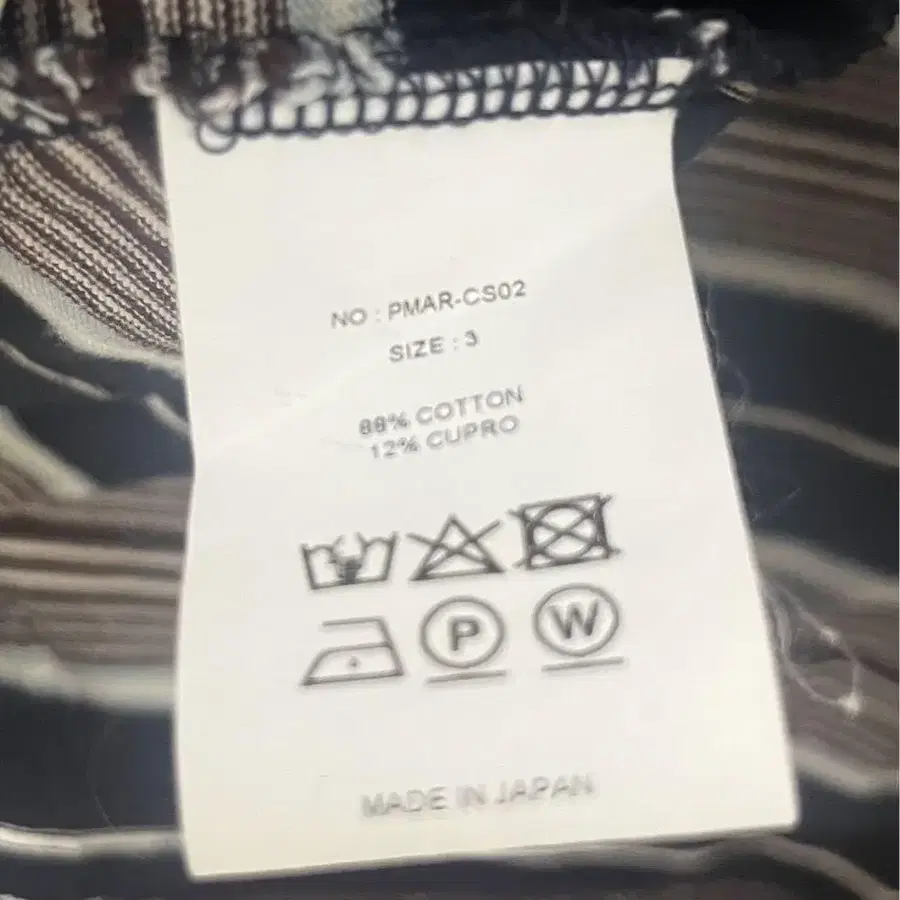 NO : PMAR-CS02
SIZE : 3
88% COTTON
12% CUPRO
P
W
MADE IN JAPAN